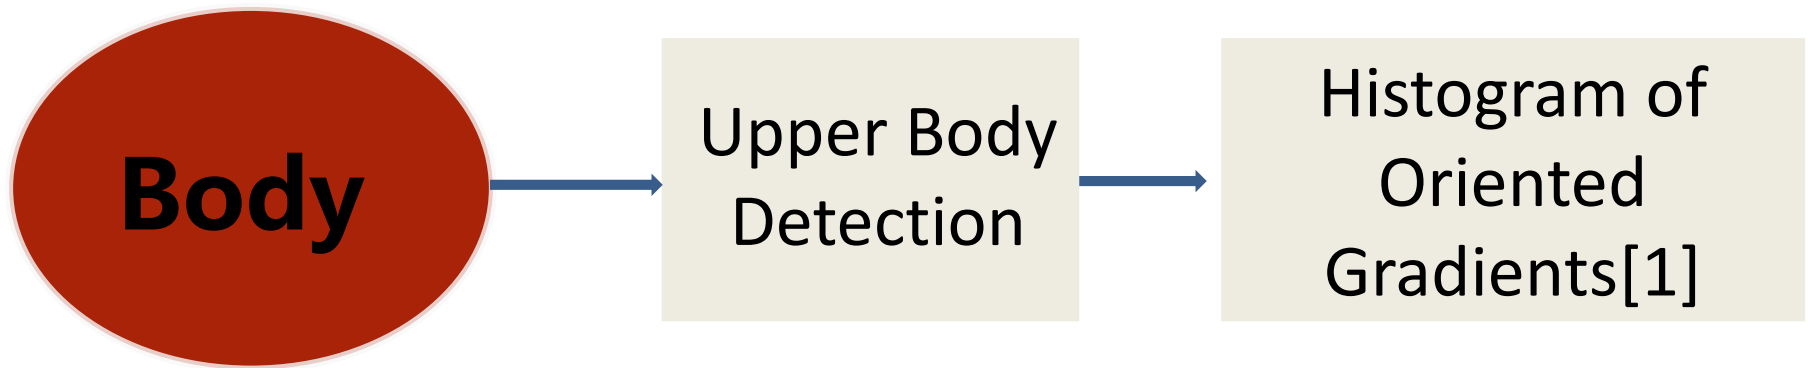 Body
Upper Body
Detection
Histogram of
Oriented
Gradients[1]